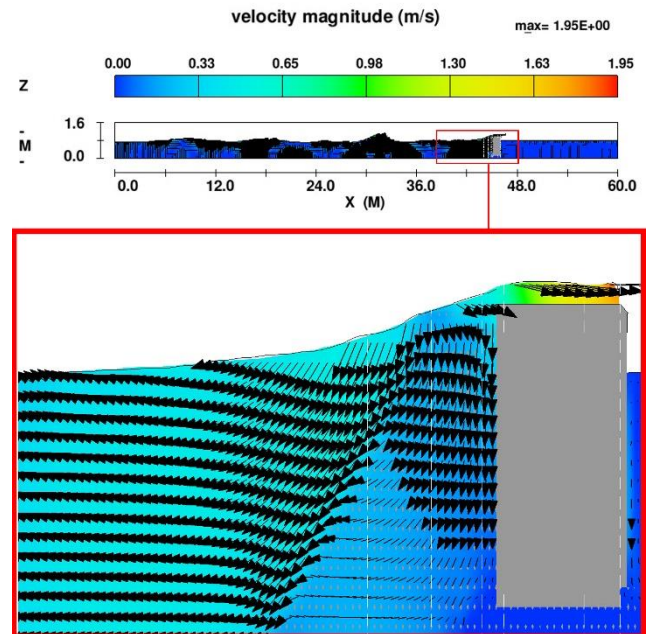 velocity magnitude (m/s)
max= 1.95E+00
0.00 0.33 0.65 0.98 1.30 1.63 1.95
Z
1.6
M
0.0
0.0 12.0 24.0 36.0 48.0 60.0
X (M)